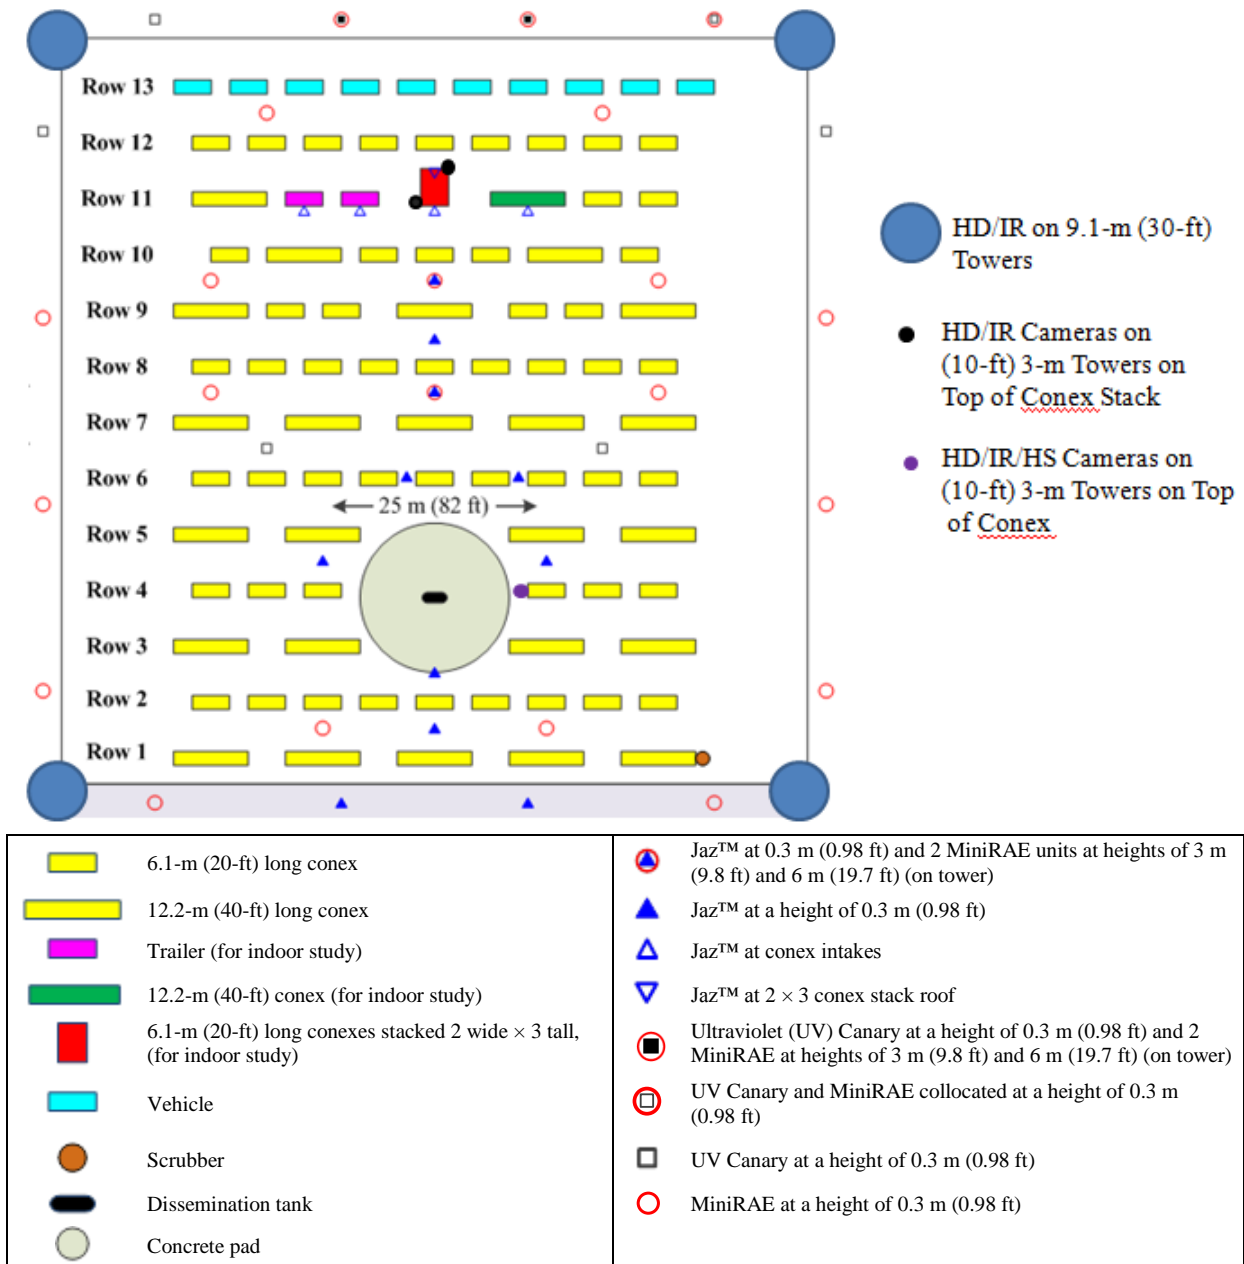 Row 13
Row 12
Row 11
Row 10
Row 9
Row 8
Row 7
Row 6
25 m (82 ft)
Row 5
Row 4
Row 3
Row 2
Row 1
HD/IR on 9.1-m (30-ft)
Towers
HD/IR Cameras on
(10-ft) 3-m Towers on
Top of Conex Stack
HD/IR/HS Cameras on
(10-ft) 3-m Towers on Top
of Conex
6.1-m (20-ft) long conex
12.2-m (40-ft) long conex
Trailer (for indoor study)
12.2-m (40-ft) conex (for indoor study)
6.1-m (20-ft) long conexes stacked 2 wide × 3 tall,
(for indoor study)
Vehicle
Scrubber
Dissemination tank
Concrete pad
Jaz™ at 0.3 m (0.98 ft) and 2 MiniRAE units at heights of 3 m
(9.8 ft) and 6 m (19.7 ft) (on tower)
Jaz™ at a height of 0.3 m (0.98 ft)
Jaz™ at conex intakes
Jaz™ at 2 × 3 conex stack roof
Ultraviolet (UV) Canary at a height of 0.3 m (0.98 ft) and 2
MiniRAE at heights of 3 m (9.8 ft) and 6 m (19.7 ft) (on tower)
UV Canary and MiniRAE collocated at a height of 0.3 m
(0.98 ft)
UV Canary at a height of 0.3 m (0.98 ft)
MiniRAE at a height of 0.3 m (0.98 ft)